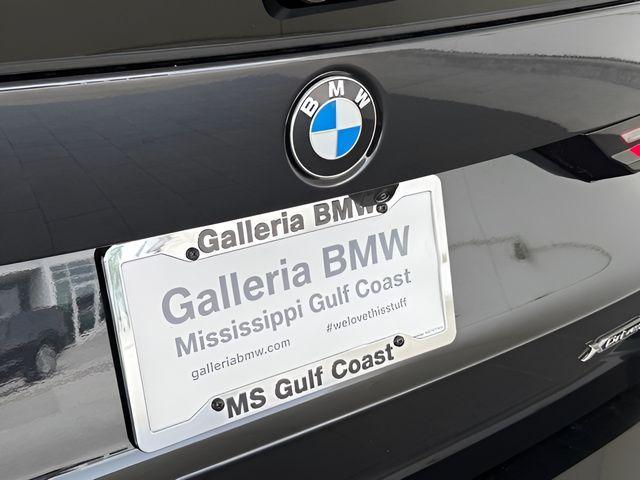 BMW
Galleria BMW
Galleria BMW
Mississippi Gulf Coast
#welovethisstuff
galleriabmw.com
MS Gulf Coast